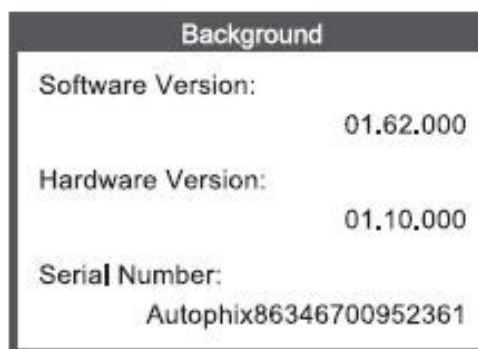 Background
Software Version:
01.62.000
Hardware Version:
01.10.000
Serial Number:
Autophix86346700952361